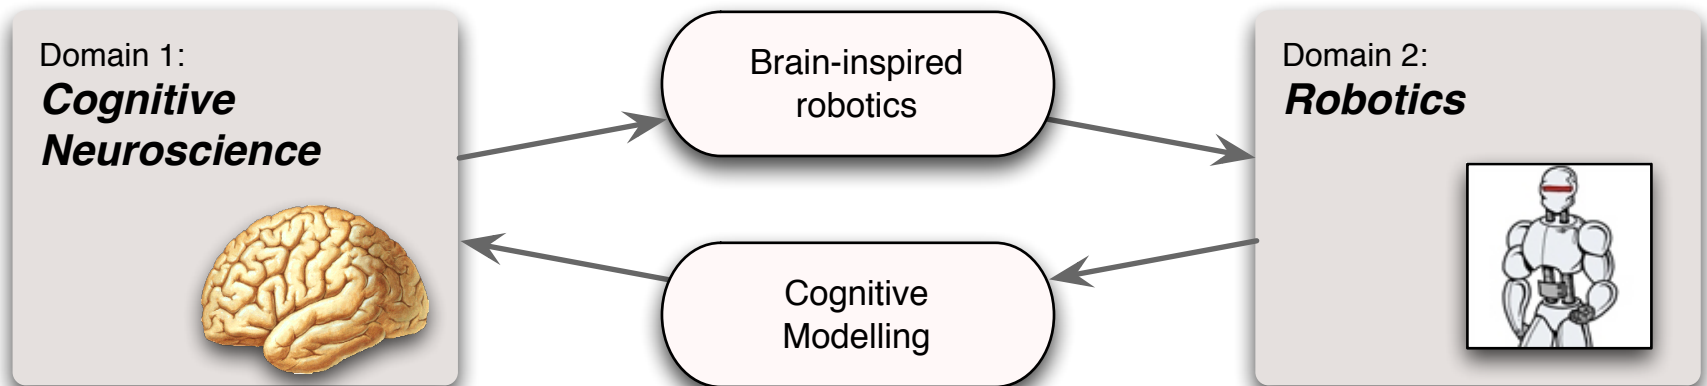 Domain 1:
Cognitive
Neuroscience
Brain-inspired
robotics
Cognitive
Modelling
Domain 2:
Robotics